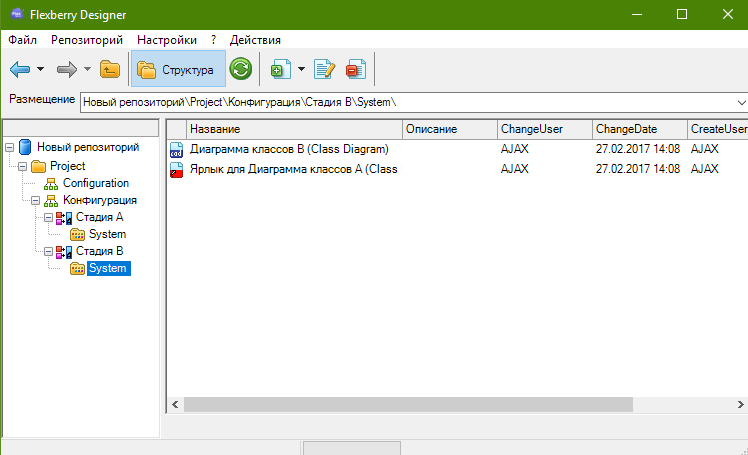 Flexberry Designer
Файл Репозиторий Настройки ? Действия
Структура
Размещение Новый репозиторий\Project\Конфигурация\Стадия В\System\
Название Описание ChangeUser ChangeDate CreateUser
Диаграмма классов В (Class Diagram) AJAX 27.02.2017 14:08 AJAX
Ярлык для Диаграмма классов А (Class AJAX 27.02.2017 14:08 AJAX
Новый репозиторий
Project
Configuration
Конфигурация
Стадия А
System
Стадия В
System